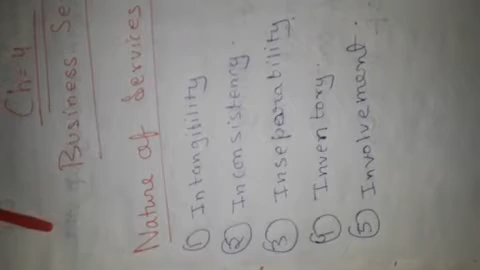 Ch=4
Business Se
Nature of Services
① Intangibility
② Inconsistency.
③ Inseparability.
④ Inventory.
⑤ Involvement.